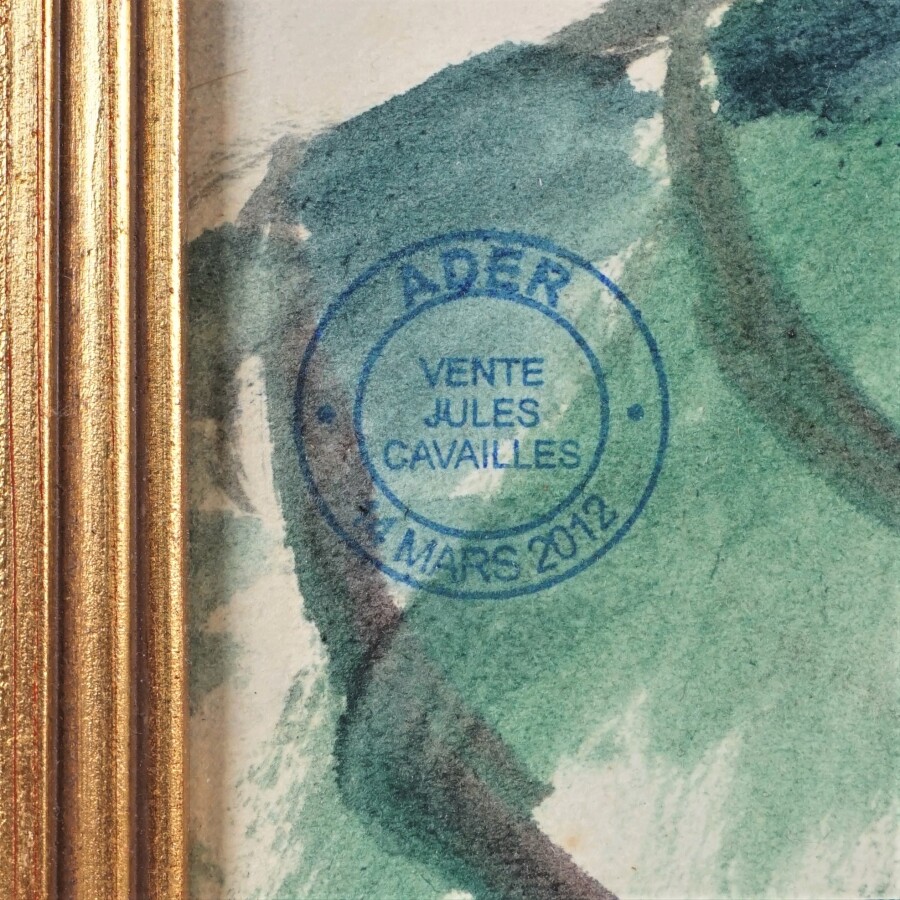 ADER
VENTE
JULES
CAVAILLES
14 MARS 2012